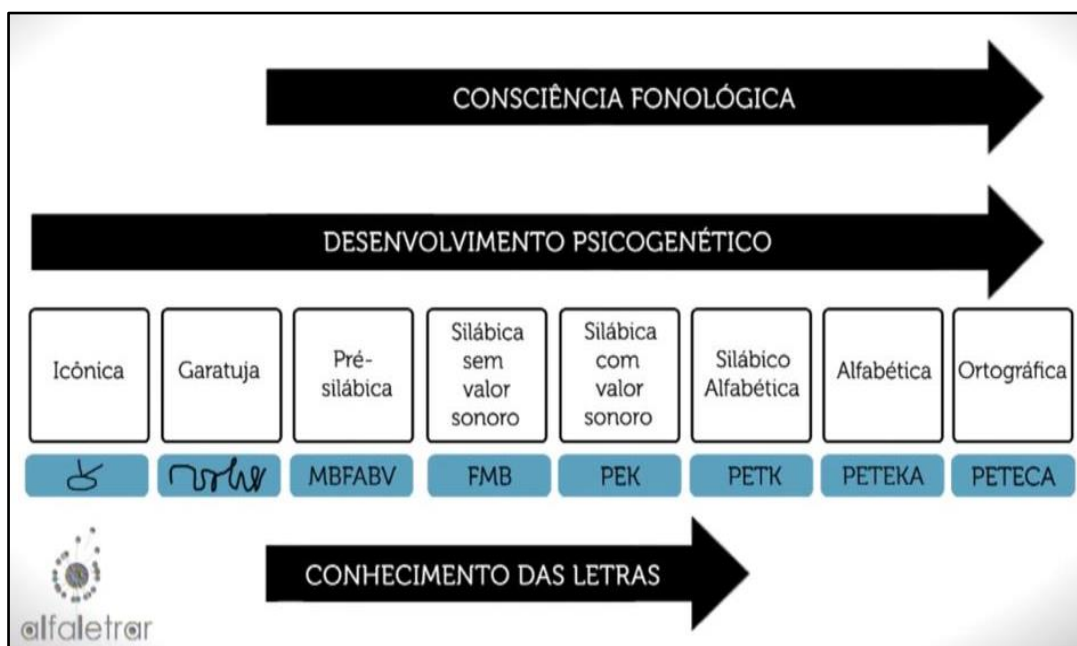 CONSCIÊNCIA FONOLÓGICA
DESENVOLVIMENTO PSICOGENÉTICO
Icônica
Garatuja
Pré-
silábica
Silábica
sem
valor
sonoro
Silábica
com
valor
sonoro
Silábico
Alfabética
Alfabética
Ortográfica
MBFABV
FMB
PEK
PETK
PETEKA
PETECA
CONHECIMENTO DAS LETRAS
alfaletrar